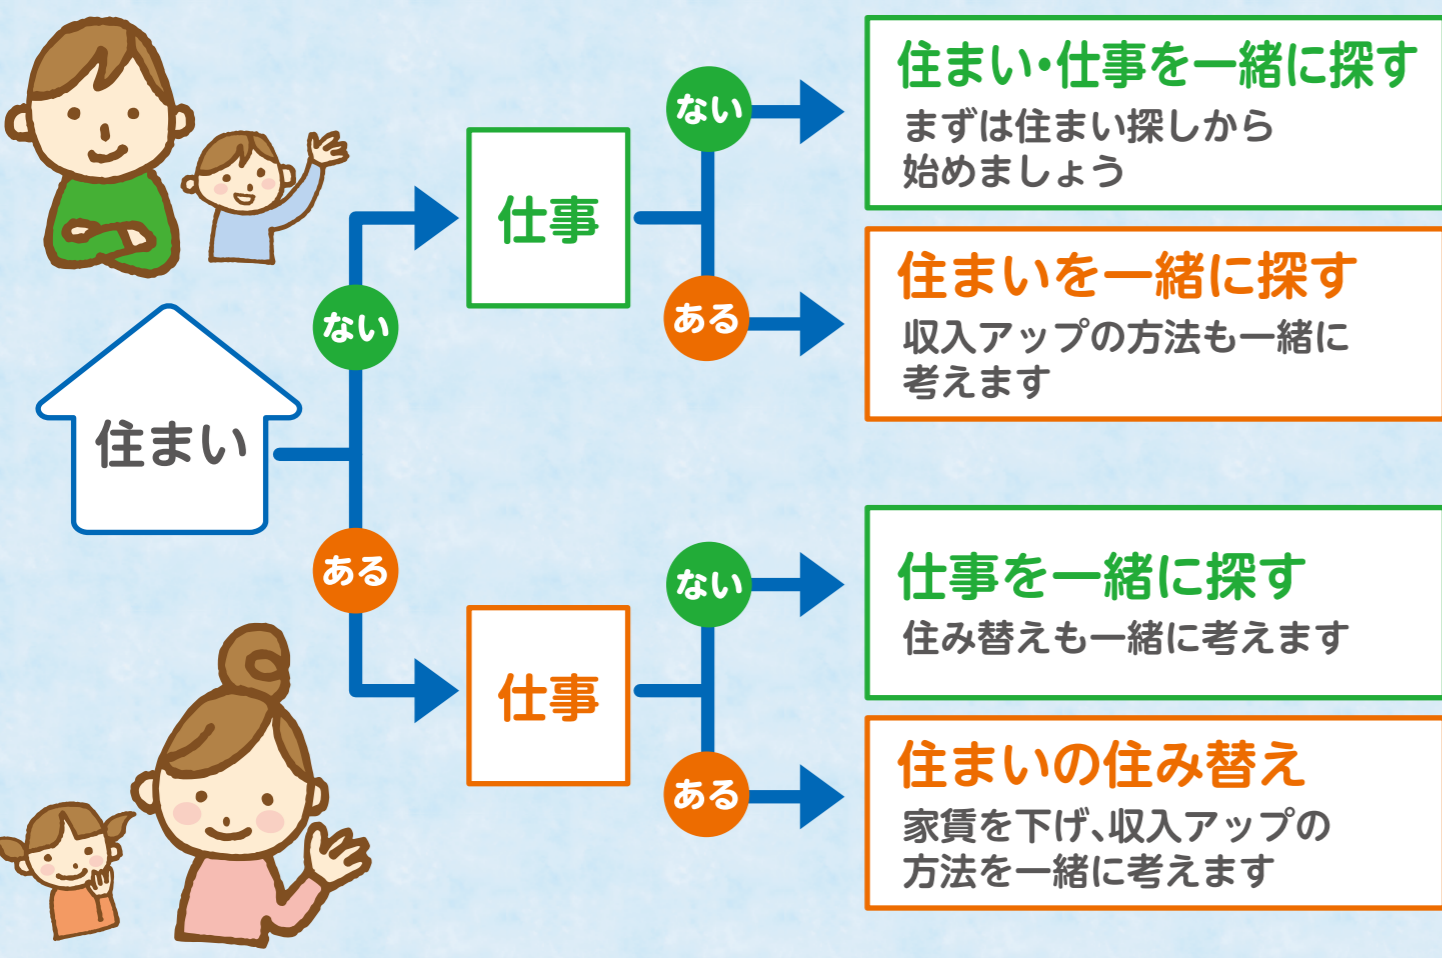 住まい
ない
ある
仕事
ない
ある
住まい・仕事を一緒に探す
まずは住まい探しから
始めましょう
住まいを一緒に探す
収入アップの方法も一緒に
考えます
仕事
ない
ある
仕事を一緒に探す
住み替えも一緒に考えます
住まいの住み替え
家賃を下げ、収入アップの
方法を一緒に考えます